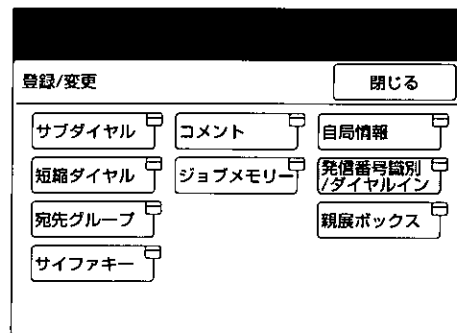 登録/変更
閉じる
サブダイヤル
コメント
自局情報
短縮ダイヤル
ジョブメモリー
発信番号識別
/ダイヤルイン
宛先グループ
親展ボックス
サイファキー